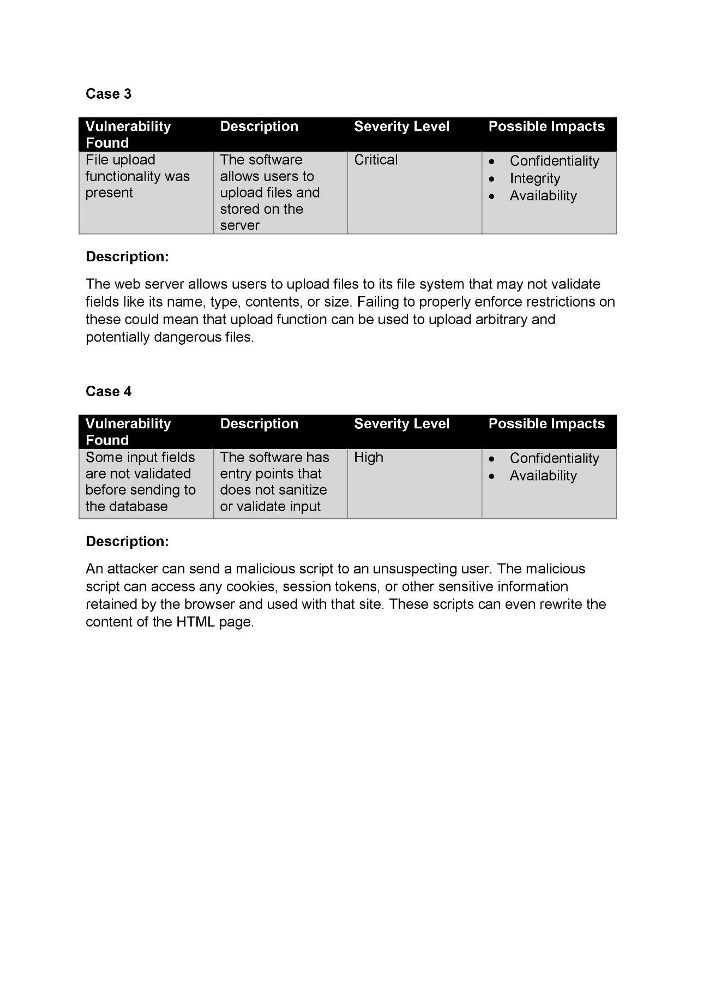 Case 3
Vulnerability Found
Description
Severity Level
Possible Impacts
File upload
functionality was
present
The software
allows users to
upload files and
stored on the
server
Critical
• Confidentiality
• Integrity
• Availability
Description:
The web server allows users to upload files to its file system that may not validate
fields like its name, type, contents, or size. Failing to properly enforce restrictions on
these could mean that upload function can be used to upload arbitrary and
potentially dangerous files.
Case 4
Vulnerability Found
Description
Severity Level
Possible Impacts
Some input fields
are not validated
before sending to
the database
The software has
entry points that
does not sanitize
or validate input
High
• Confidentiality
• Availability
Description:
An attacker can send a malicious script to an unsuspecting user. The malicious
script can access any cookies, session tokens, or other sensitive information
retained by the browser and used with that site. These scripts can even rewrite the
content of the HTML page.